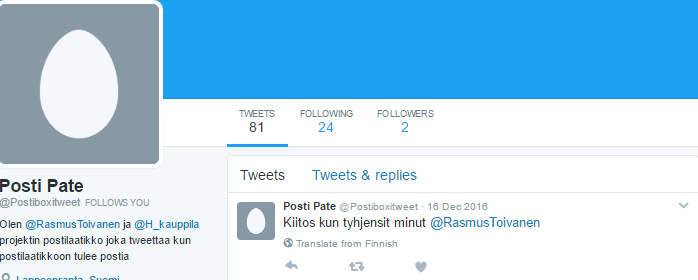 TWEETS FOLLOWING FOLLOWERS
81 24 2
Tweets Tweets & replies
Posti Pate
@Postiboxitweet FOLLOWS YOU
Olen @RasmusToivanen ja @H_kauppila
projektin postilaatikko joka tweettaa kun
postilaatikkoon tulee postia
Lappeenranta, Suomi
Posti Pate @Postiboxitweet · 16 Dec 2016
Kiitos kun tyhjensit minut @RasmusToivanen
Translate from Finnish